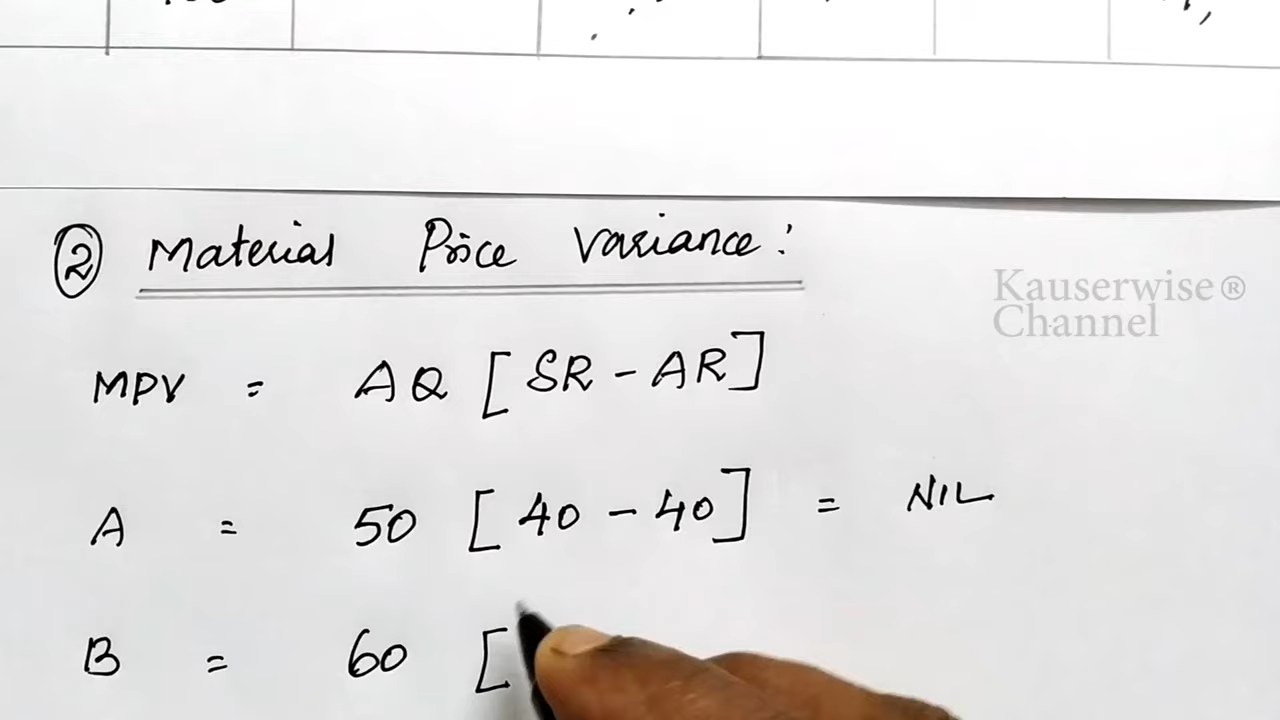 ② Material Price Variance:
Kauserwise®
Channel
MPV = AQ [SR - AR]
A = 50 [40 - 40] = NIL
B = 60 [